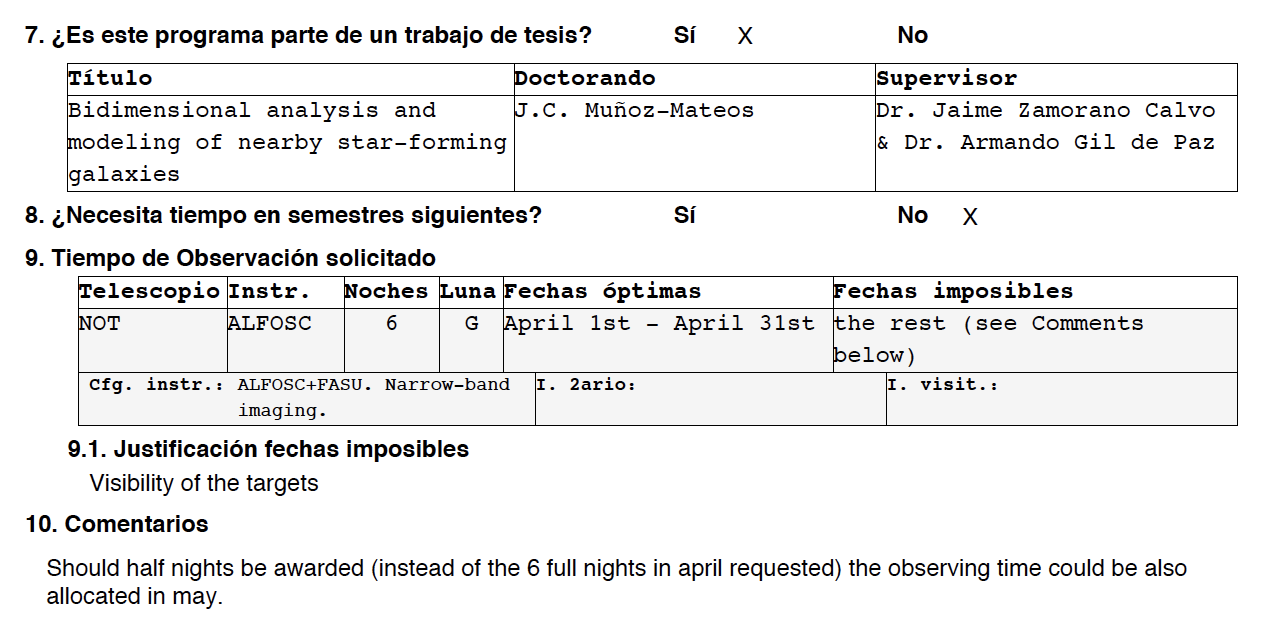 7. ¿Es este programa parte de un trabajo de tesis? Sí X No
Título Doctorando Supervisor
Bidimensional analysis and J.C. Muñoz-Mateos Dr. Jaime Zamorano Calvo
modeling of nearby star-forming & Dr. Armando Gil de Paz
galaxies
8. ¿Necesita tiempo en semestres siguientes? Sí No X
9. Tiempo de Observación solicitado
Telescopio Instr. Noches Luna Fechas óptimas Fechas imposibles
NOT ALFOSC 6 G April 1st - April 31st the rest (see Comments
below)
Cfg. instr.: ALFOSC+FASU. Narrow-band I. 2ario: I. visit.:
imaging.
9.1. Justificación fechas imposibles
Visibility of the targets
10. Comentarios
Should half nights be awarded (instead of the 6 full nights in april requested) the observing time could be also
allocated in may.